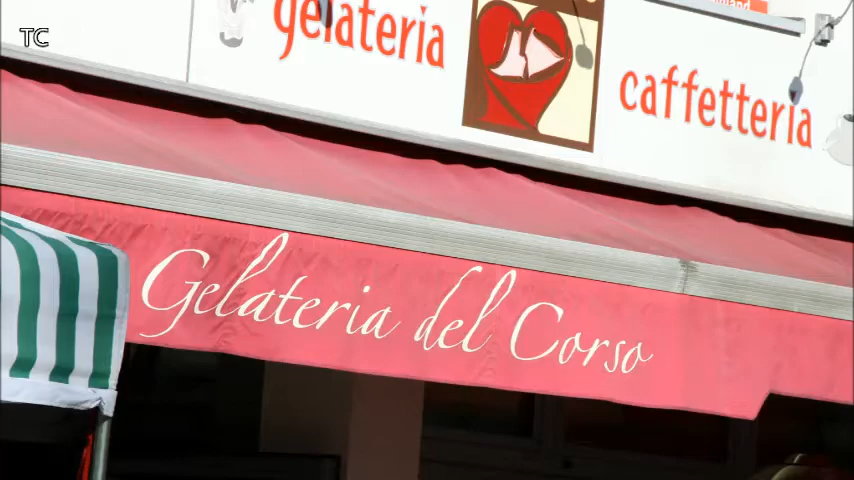 TC
gelateria
caffetteria
Gelateria del Corso